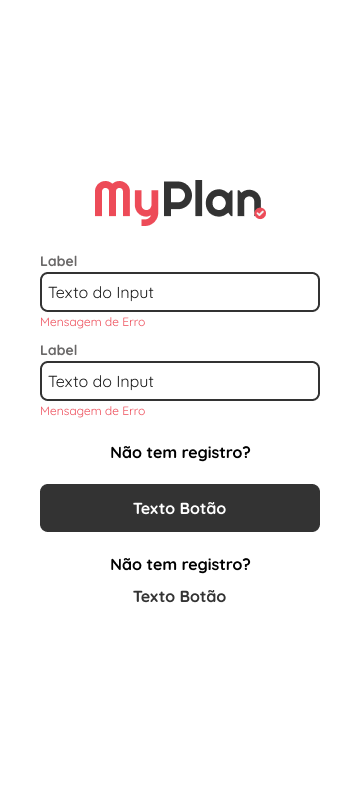 MyPlan
Label
Texto do Input
Mensagem de Erro
Label
Texto do Input
Mensagem de Erro
Não tem registro?
Texto Botão
Não tem registro?
Texto Botão